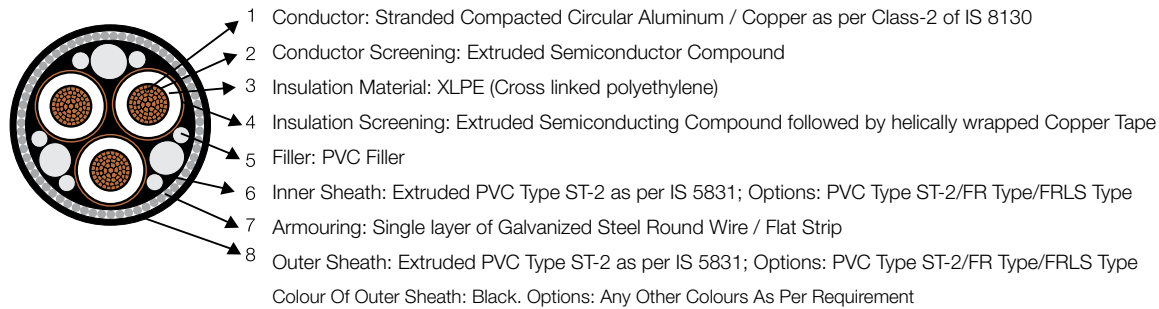 1 Conductor: Stranded Compacted Circular Aluminum / Copper as per Class-2 of IS 8130
2 Conductor Screening: Extruded Semiconductor Compound
3 Insulation Material: XLPE (Cross linked polyethylene)
4 Insulation Screening: Extruded Semiconducting Compound followed by helically wrapped Copper Tape
5 Filler: PVC Filler
6 Inner Sheath: Extruded PVC Type ST-2 as per IS 5831; Options: PVC Type ST-2/FR Type/FRLS Type
7 Armouring: Single layer of Galvanized Steel Round Wire / Flat Strip
8 Outer Sheath: Extruded PVC Type ST-2 as per IS 5831; Options: PVC Type ST-2/FR Type/FRLS Type
Colour Of Outer Sheath: Black. Options: Any Other Colours As Per Requirement